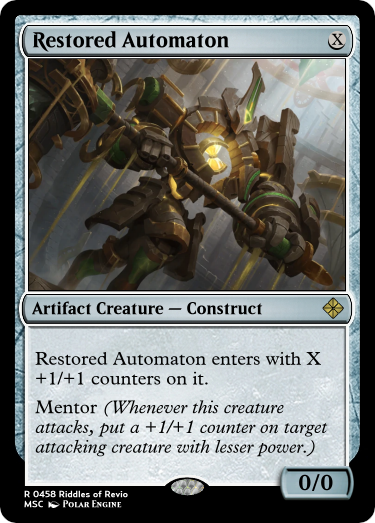 Restored Automaton X
Artifact Creature — Construct
Restored Automaton enters with X
+1/+1 counters on it.
Mentor (Whenever this creature
attacks, put a +1/+1 counter on target
attacking creature with lesser power.)
0/0
R 0458 Riddles of Revio
MSC Polar Engine